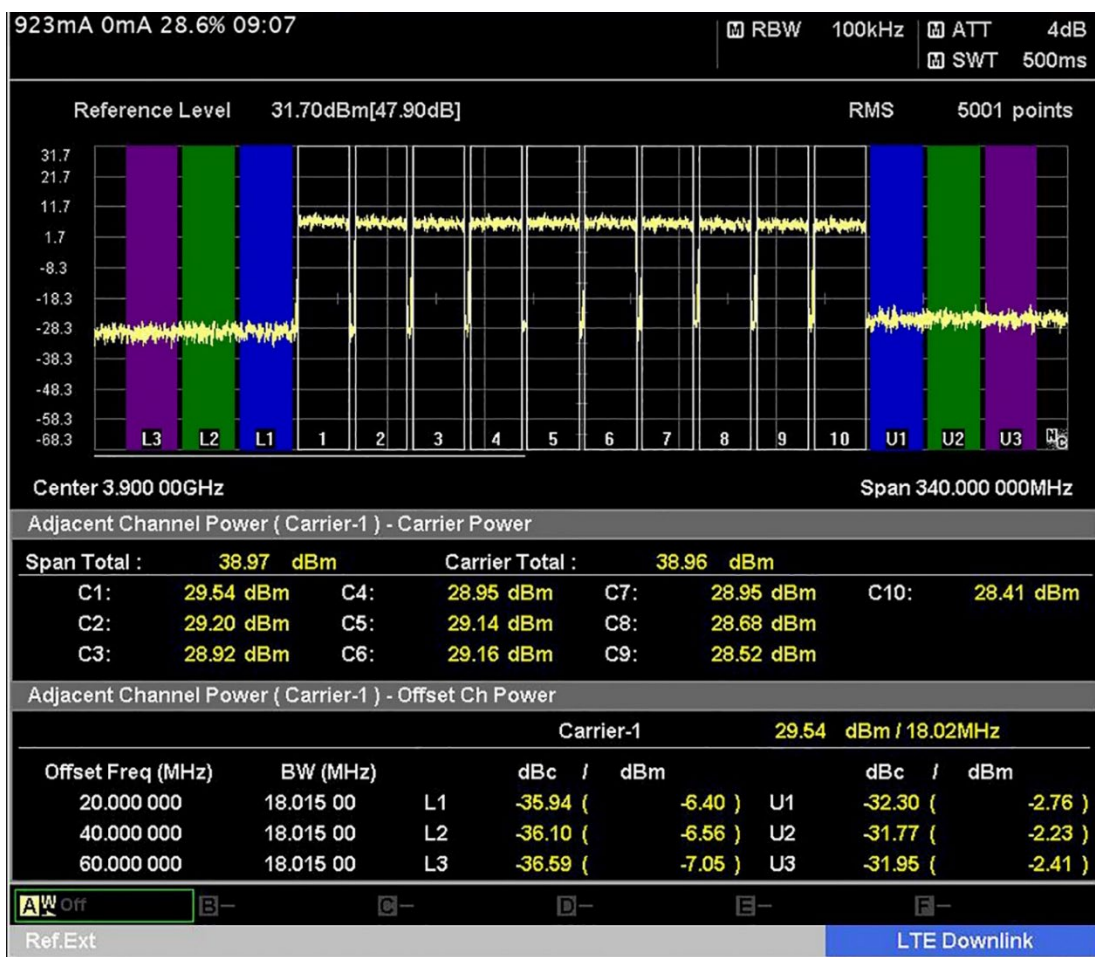 923mA 0mA 28.6% 09:07
M RBW 100kHz M ATT 4dB
M SWT 500ms
Reference Level 31.70dBm[47.90dB] RMS 5001 points
31.7
21.7
11.7
1.7
-8.3
-18.3
-28.3
-38.3
-48.3
-58.3
-68.3
L3 L2 L1 1 2 3 4 5 6 7 8 9 10 U1 U2 U3 NC
Center 3.900 00GHz Span 340.000 000MHz
Adjacent Channel Power ( Carrier-1 ) - Carrier Power
Span Total : 38.97 dBm Carrier Total : 38.96 dBm
C1: 29.54 dBm C4: 28.95 dBm C7: 28.95 dBm C10: 28.41 dBm
C2: 29.20 dBm C5: 29.14 dBm C8: 28.68 dBm
C3: 28.92 dBm C6: 29.16 dBm C9: 28.52 dBm
Adjacent Channel Power ( Carrier-1 ) - Offset Ch Power
Carrier-1 29.54 dBm / 18.02MHz
Offset Freq (MHz) BW (MHz) dBc / dBm dBc / dBm
20.000 000 18.015 00 L1 -35.94 ( -6.40 ) U1 -32.30 ( -2.76 )
40.000 000 18.015 00 L2 -36.10 ( -6.56 ) U2 -31.77 ( -2.23 )
60.000 000 18.015 00 L3 -36.59 ( -7.05 ) U3 -31.95 ( -2.41 )
A W Off B- C- D- E- F-
Ref.Ext LTE Downlink